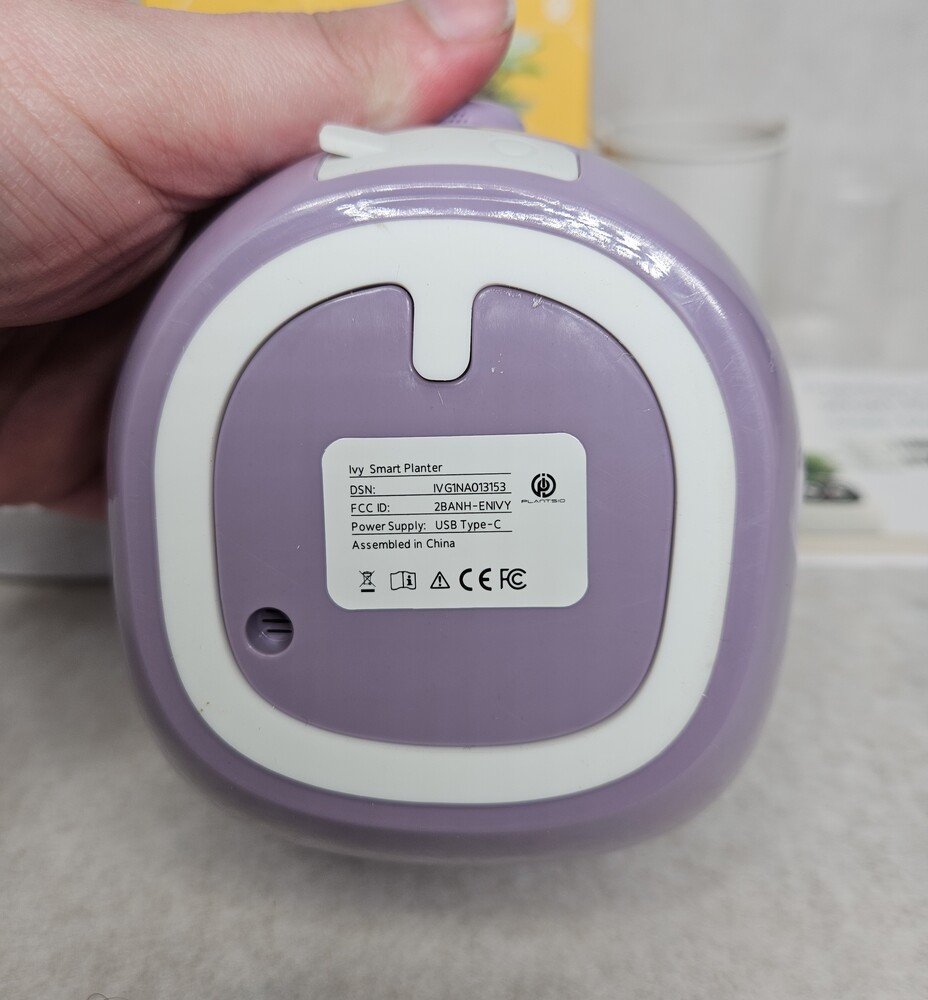 Ivy Smart Planter
DSN: IVG1NA013153
PLANTSIO
FCC ID: 2BANH-ENIVY
Power Supply: USB Type-C
Assembled in China
CE FC